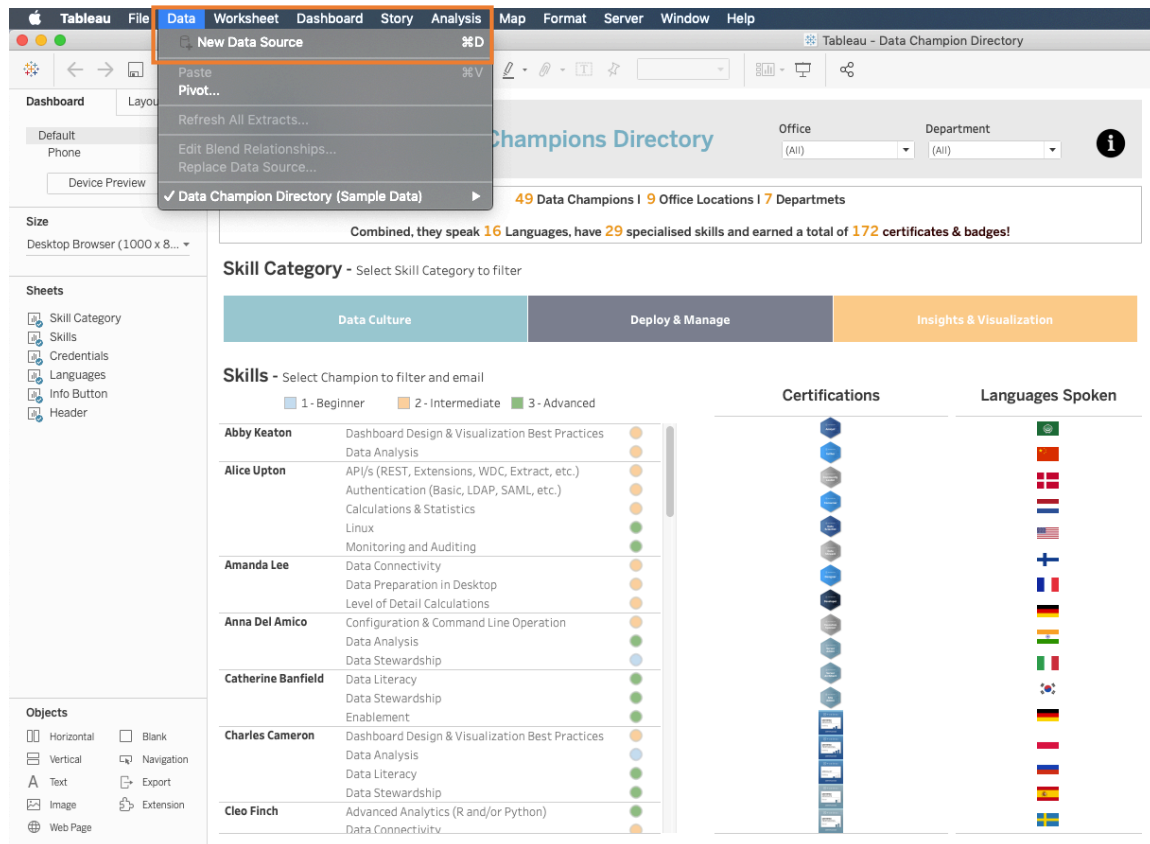 Tableau File Data Worksheet Dashboard Story Analysis Map Format Server Window Help
New Data Source ⌘D
Tableau - Data Champion Directory
Paste ⌘V
Pivot...
Refresh All Extracts...
Edit Blend Relationships...
Replace Data Source...
✓ Data Champion Directory (Sample Data) ▶
Dashboard Layou
Default
Phone
Device Preview
Size
Desktop Browser (1000 x 8...
Sheets
Skill Category
Skills
Credentials
Languages
Info Button
Header
Objects
Horizontal Blank
Vertical Navigation
A Text Export
Image Extension
Web Page
Champions Directory
Office Department
(All) (All)
i
49 Data Champions I 9 Office Locations I 7 Departmets
Combined, they speak 16 Languages, have 29 specialised skills and earned a total of 172 certificates & badges!
Skill Category - Select Skill Category to filter
Data Culture Deploy & Manage Insights & Visualization
Skills - Select Champion to filter and email
1 - Beginner 2 - Intermediate 3 - Advanced
Certifications Languages Spoken
Abby Keaton Dashboard Design & Visualization Best Practices
Data Analysis
Alice Upton API/s (REST, Extensions, WDC, Extract, etc.)
Authentication (Basic, LDAP, SAML, etc.)
Calculations & Statistics
Linux
Monitoring and Auditing
Amanda Lee Data Connectivity
Data Preparation in Desktop
Level of Detail Calculations
Anna Del Amico Configuration & Command Line Operation
Data Analysis
Data Stewardship
Catherine Banfield Data Literacy
Data Stewardship
Enablement
Charles Cameron Dashboard Design & Visualization Best Practices
Data Analysis
Data Literacy
Data Stewardship
Cleo Finch Advanced Analytics (R and/or Python)
Data Connectivity